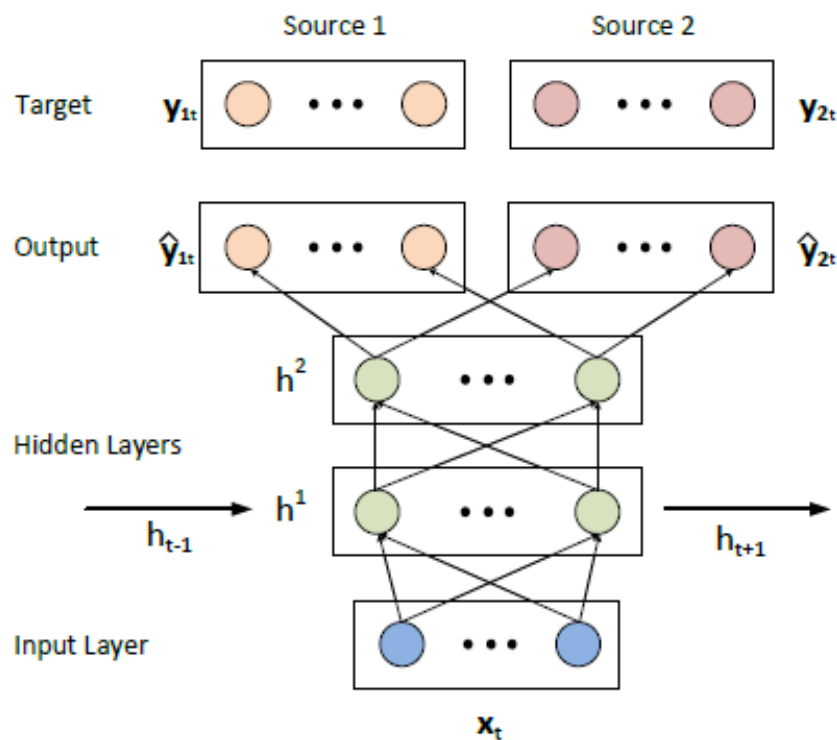 Source 1 Source 2
Target y₁ₜ y₂ₜ
Output ŷ₁ₜ ŷ₂ₜ
h²
Hidden Layers
h¹
hₜ₋₁ hₜ₊₁
Input Layer
xₜ